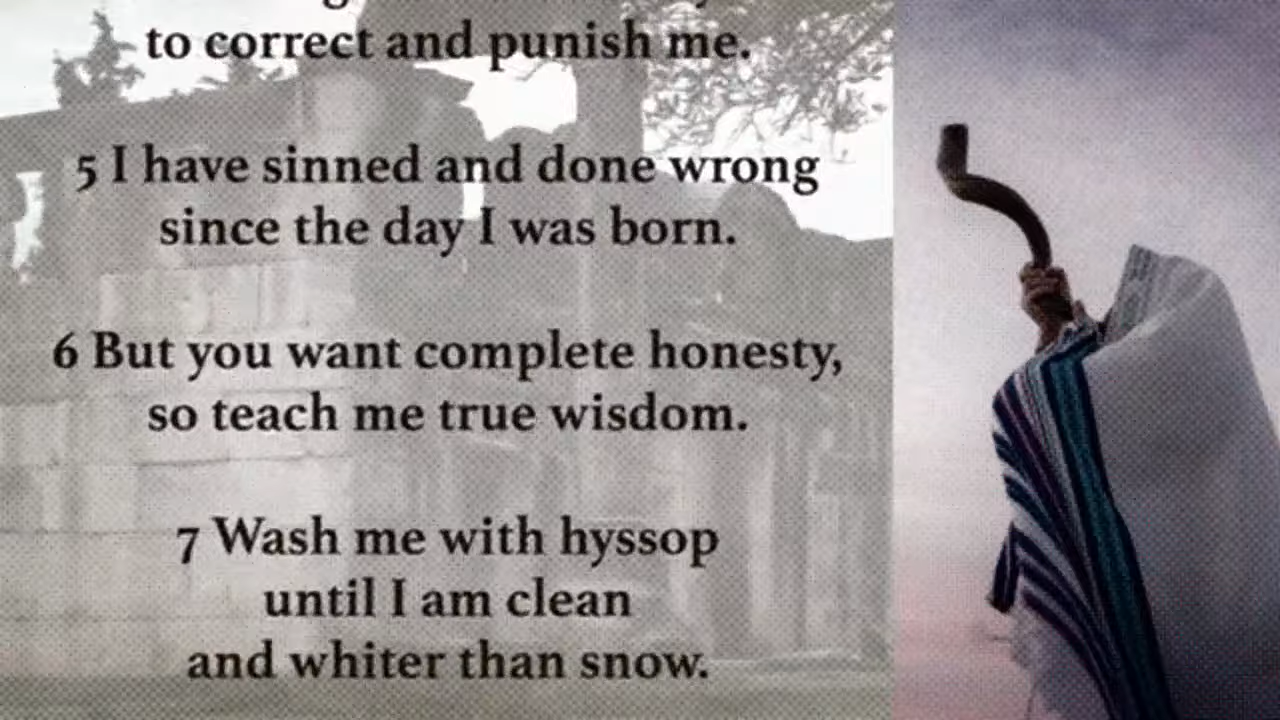 to correct and punish me.
5 I have sinned and done wrong
since the day I was born.
6 But you want complete honesty,
so teach me true wisdom.
7 Wash me with hyssop
until I am clean
and whiter than snow.